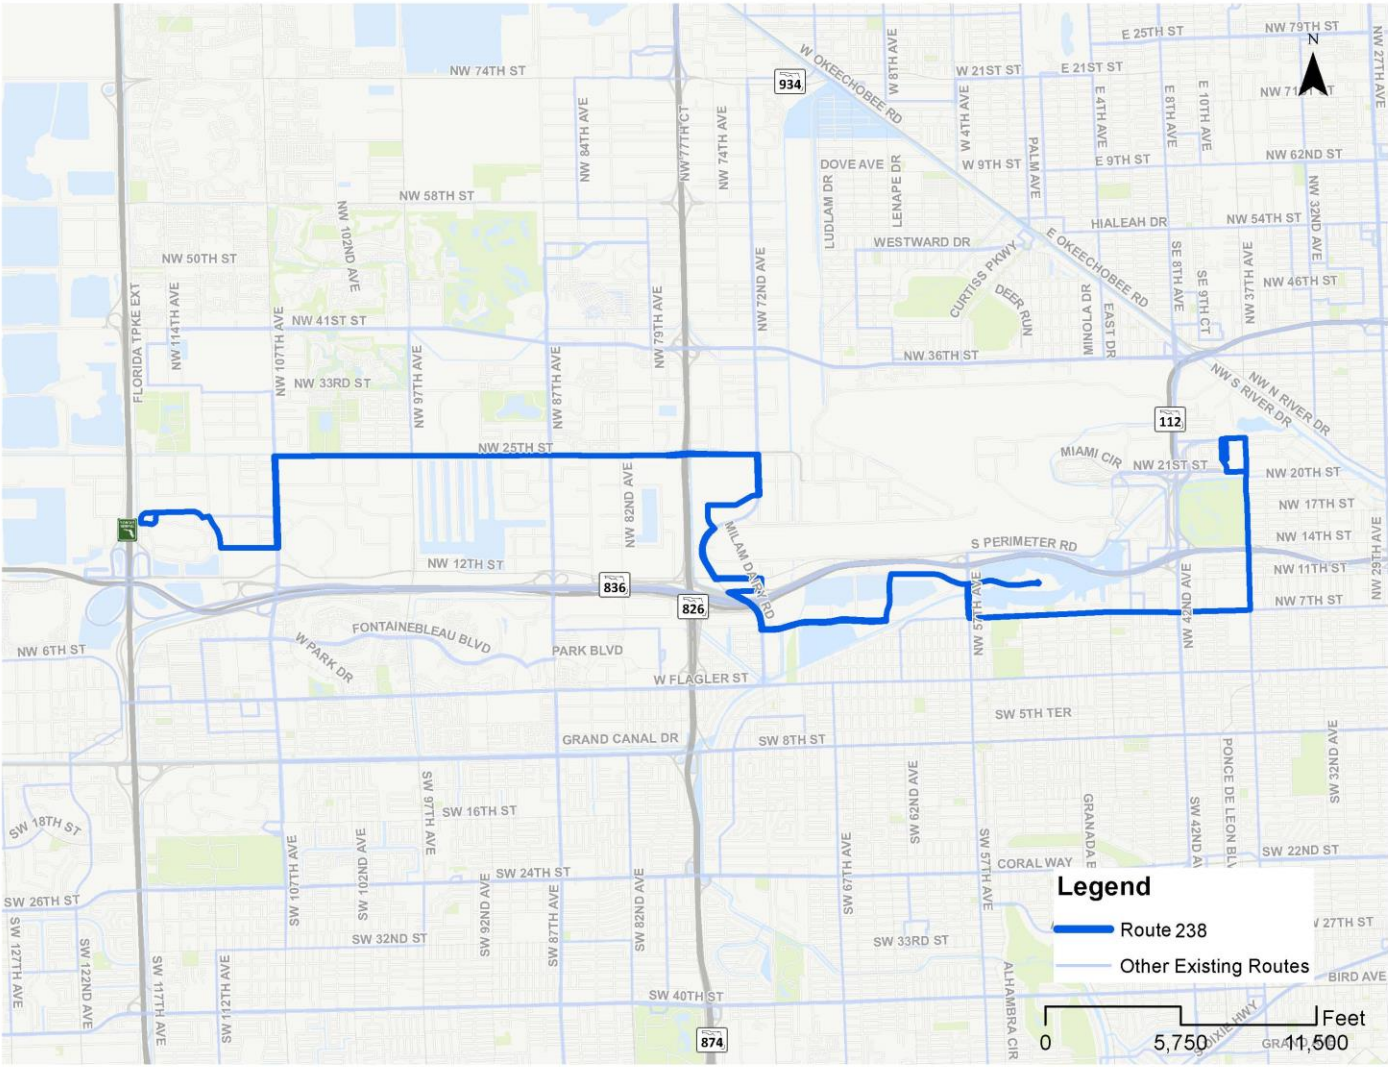 E 25TH ST
NW 79TH ST
N
NW 27TH AVE
W OKEECHOBEE RD
W 8TH AVE
NW 74TH ST
934
W 21ST ST
E 21ST ST
NW 84TH AVE
NW 77TH CT
NW 74TH AVE
W 4TH AVE
E 4TH AVE
E 8TH AVE
E 10TH AVE
PALM AVE
DOVE AVE
W 9TH ST
E 9TH ST
NW 62ND ST
LUDLAM DR
LENAPE DR
NW 32ND AVE
NW 58TH ST
NW 102ND AVE
HIALEAH DR
NW 54TH ST
WESTWARD DR
E OKEECHOBEE RD
NW 50TH ST
CURTISS PKWY
DEER RUN
SE 8TH AVE
SE 9TH CT
NW 37TH AVE
NW 46TH ST
FLORIDA TPKE EXT
NW 114TH AVE
NW 107TH AVE
NW 41ST ST
NW 79TH AVE
NW 72ND AVE
MINOLA DR
EAST DR
NW 36TH ST
NW 97TH AVE
NW 87TH AVE
NW 33RD ST
NW N RIVER DR
NW S RIVER DR
112
NW 25TH ST
MIAMI CIR
NW 21ST ST
NW 20TH ST
NW 82ND AVE
NW 17TH ST
MILAM DAIRY RD
S PERIMETER RD
NW 14TH ST
NW 12TH ST
NW 11TH ST
NW 29TH AVE
836
826
NW 57TH AVE
NW 42ND AVE
NW 7TH ST
FONTAINEBLEAU BLVD
W PARK DR
PARK BLVD
NW 6TH ST
W FLAGLER ST
SW 5TH TER
GRAND CANAL DR
SW 8TH ST
SW 97TH AVE
SW 62ND AVE
GRANADA B
SW 42ND AV
PONCE DE LEON BLV
SW 32ND AVE
SW 16TH ST
SW 18TH ST
SW 107TH AVE
SW 102ND AVE
SW 67TH AVE
SW 57TH AVE
CORAL WAY
SW 22ND ST
SW 24TH ST
SW 26TH ST
SW 92ND AVE
SW 87TH AVE
SW 82ND AVE
Legend
Route 238
Other Existing Routes
SW 127TH AVE
SW 122ND AVE
SW 117TH AVE
SW 112TH AVE
SW 32ND ST
SW 33RD ST
27TH ST
ALHAMBRA CIR
BIRD AVE
SW 40TH ST
874
DIXIE HWY
Feet
0
5,750
11,500